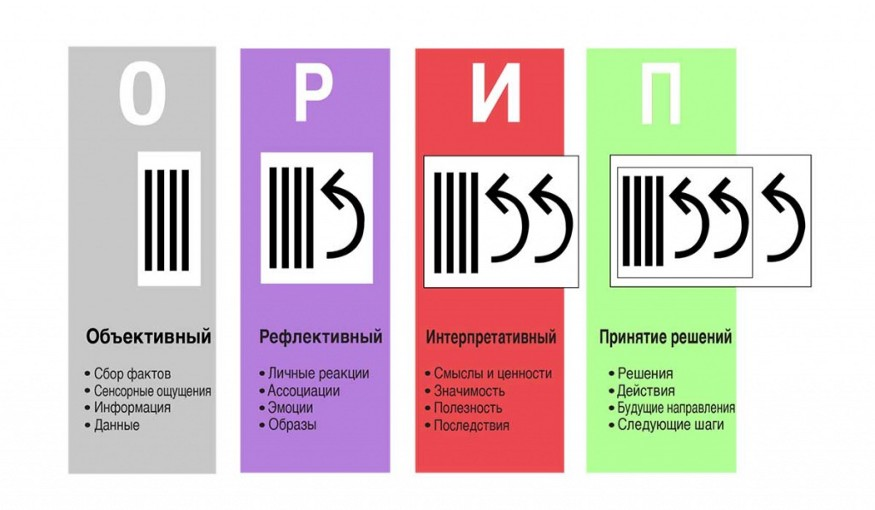 О
Р
И
П
Объективный
• Сбор фактов
• Сенсорные ощущения
• Информация
• Данные
Рефлективный
• Личные реакции
• Ассоциации
• Эмоции
• Образы
Интерпретативный
• Смыслы и ценности
• Значимость
• Полезность
• Последствия
Принятие решений
• Решения
• Действия
• Будущие направления
• Следующие шаги